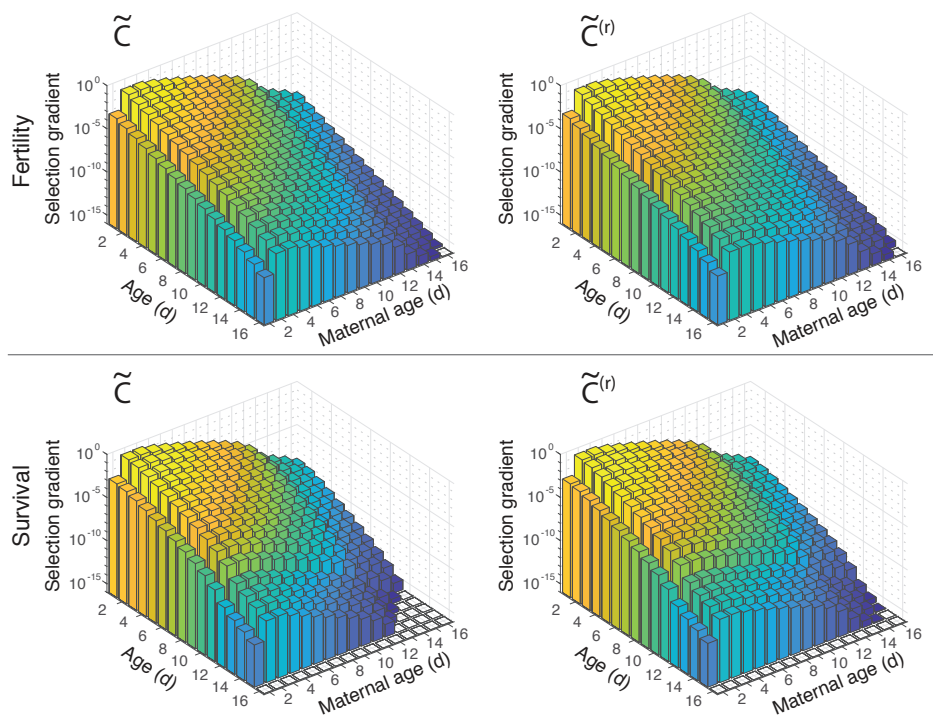 C̃ C̃(r)
Fertility
Selection gradient
10^0
10^-5
10^-10
10^-15
2 4 6 8 10 12 14 16
Age (d)
2 4 6 8 10 12 14 16
Maternal age (d)
Selection gradient
10^0
10^-5
10^-10
10^-15
2 4 6 8 10 12 14 16
Age (d)
2 4 6 8 10 12 14 16
Maternal age (d)
C̃ C̃(r)
Survival
Selection gradient
10^0
10^-5
10^-10
10^-15
2 4 6 8 10 12 14 16
Age (d)
2 4 6 8 10 12 14 16
Maternal age (d)
Selection gradient
10^0
10^-5
10^-10
10^-15
2 4 6 8 10 12 14 16
Age (d)
2 4 6 8 10 12 14 16
Maternal age (d)